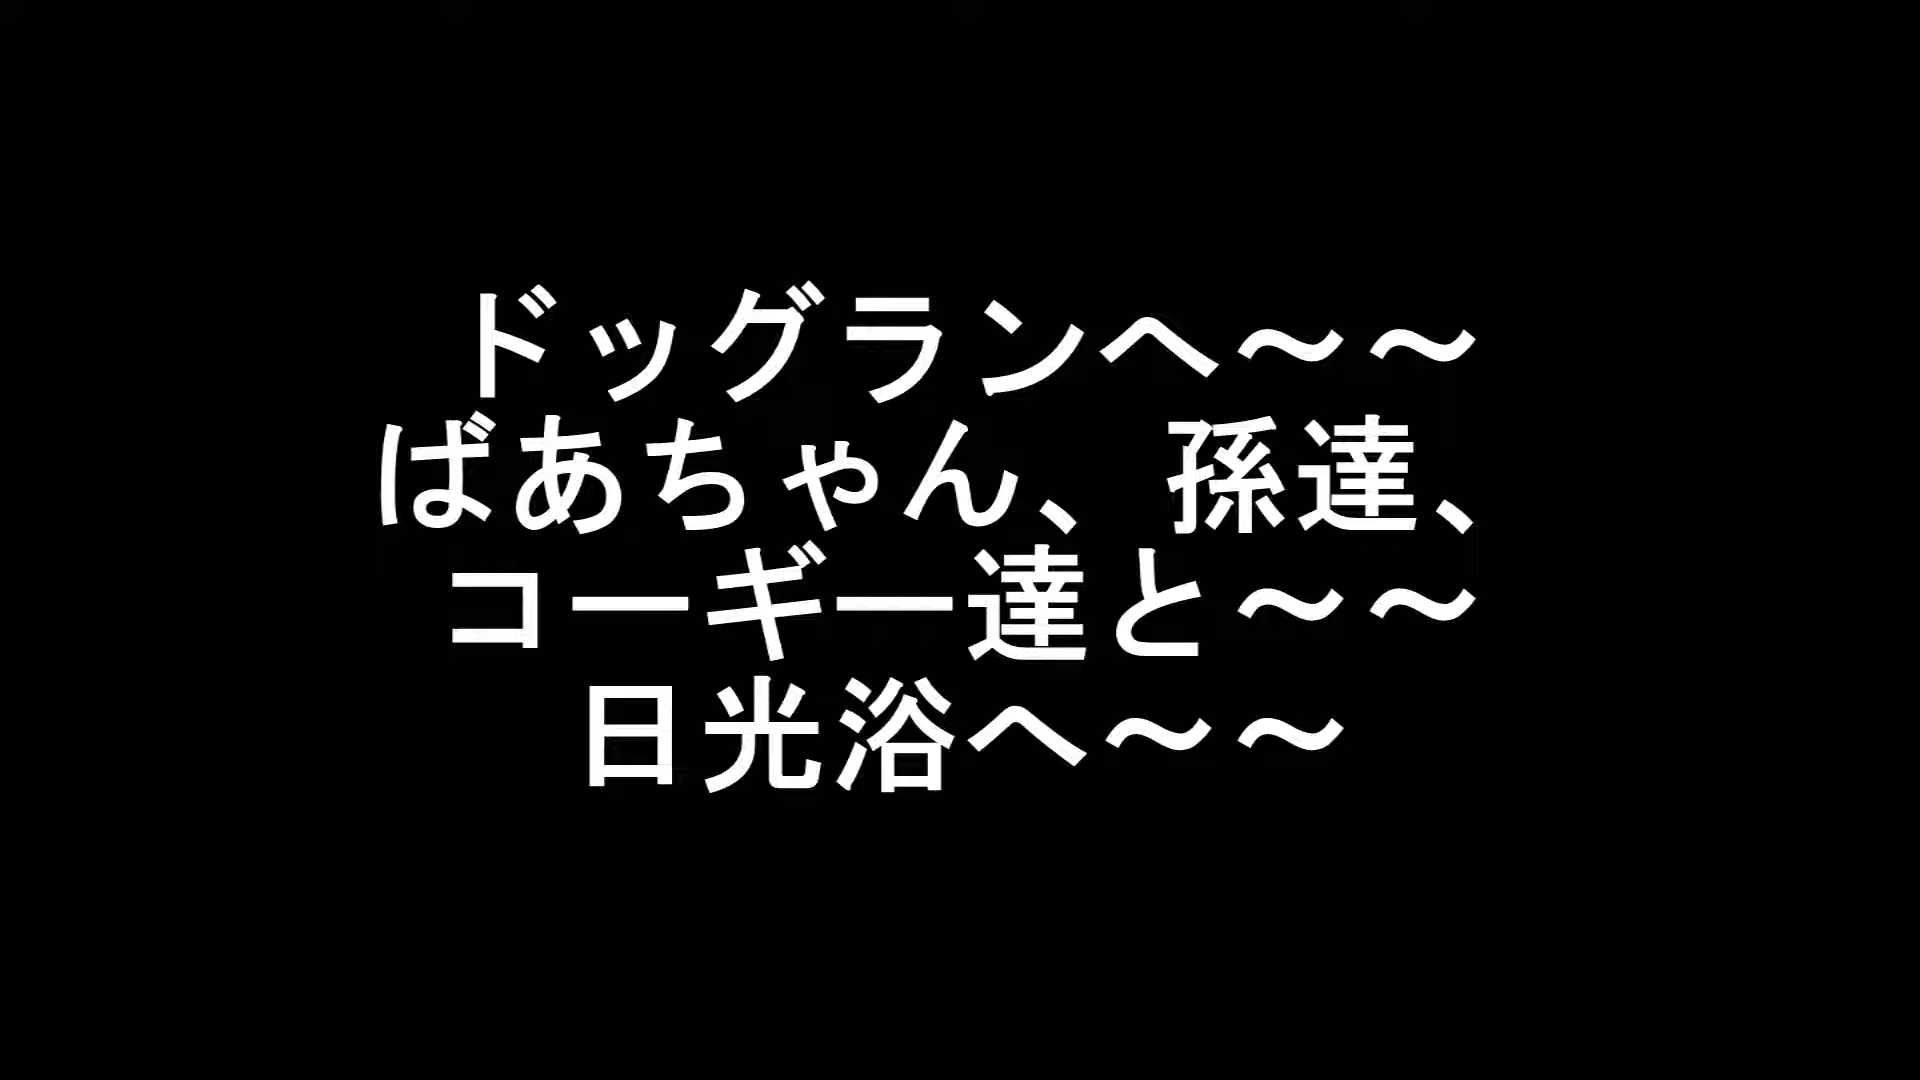 ドッグランへ～～
ばあちゃん、孫達、
コーギー達と～～
日光浴へ～～